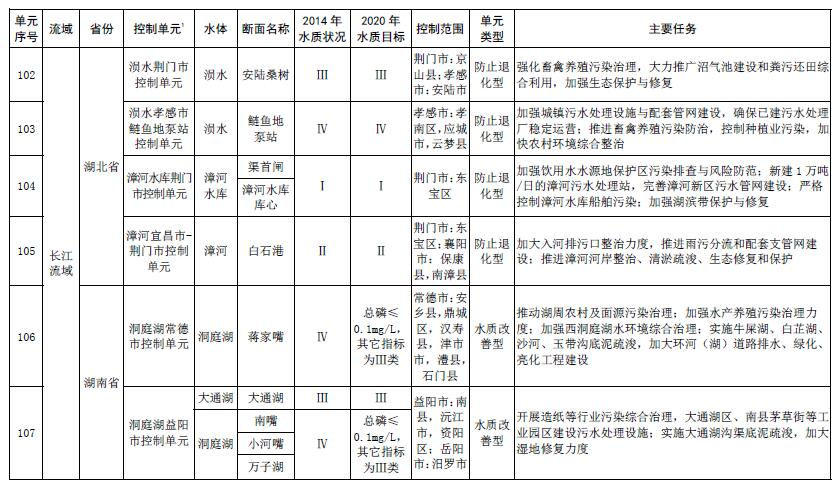 单元
序号
流域
省份
控制单元1
水体
断面名称
2014 年
水质状况
2020 年
水质目标
控制范围
单元
类型
主要任务
长江
流域
湖北省
102
涢水荆门市
控制单元
涢水
安陆桑树
III
III
荆门市：京
山县；孝感
市：安陆市
防止退
化型
强化畜禽养殖污染治理，大力推广沼气池建设和粪污还田综
合利用，加强生态保护与修复
103
涢水孝感市
鲢鱼地泵站
控制单元
涢水
鲢鱼地
泵站
IV
IV
孝感市：孝
南区，应城
市，云梦县
防止退
化型
加强城镇污水处理设施与配套管网建设，确保已建污水处理
厂稳定运营；推进畜禽养殖污染防治，控制种植业污染，加
快农村环境综合整治
104
漳河水库荆门
市控制单元
漳河
水库
渠首闸
漳河水库
库心
I
I
荆门市：东
宝区
防止退
化型
加强饮用水水源地保护区污染排查与风险防范；新建 1 万吨
/日的漳河污水处理站，完善漳河新区污水管网建设；严格
控制漳河水库船舶污染；加强湖滨带保护与修复
105
漳河宜昌市-
荆门市控制
单元
漳河
白石港
II
II
荆门市：东
宝区；襄阳
市：保康
县，南漳县
防止退
化型
加大入河排污口整治力度，推进雨污分流和配套支管网建
设；推进漳河河岸整治、清淤疏浚、生态修复和保护
湖南省
106
洞庭湖常德
市控制单元
洞庭湖
蒋家嘴
IV
总磷≤
0.1mg/L，
其它指标
为III类
常德市：安
乡县，鼎城
区，汉寿
县，津市
市，澧县，
石门县
水质改
善型
推动湖周农村及面源污染治理；加强水产养殖污染治理力
度；加强西洞庭湖水环境综合治理；实施牛屎湖、白芷湖、
沙河、玉带沟底泥疏浚，加大环河（湖）道路排水、绿化、
亮化工程建设
107
洞庭湖益阳
市控制单元
大通湖
大通湖
III
III
洞庭湖
南嘴
小河嘴
万子湖
IV
总磷≤
0.1mg/L，
其它指标
为III类
益阳市：南
县，沅江
市，资阳
区；岳阳
市：汨罗市
水质改
善型
开展造纸等行业污染综合治理，大通湖区、南县茅草街等工
业园区建设污水处理设施；实施大通湖沟渠底泥疏浚，加大
湿地修复力度